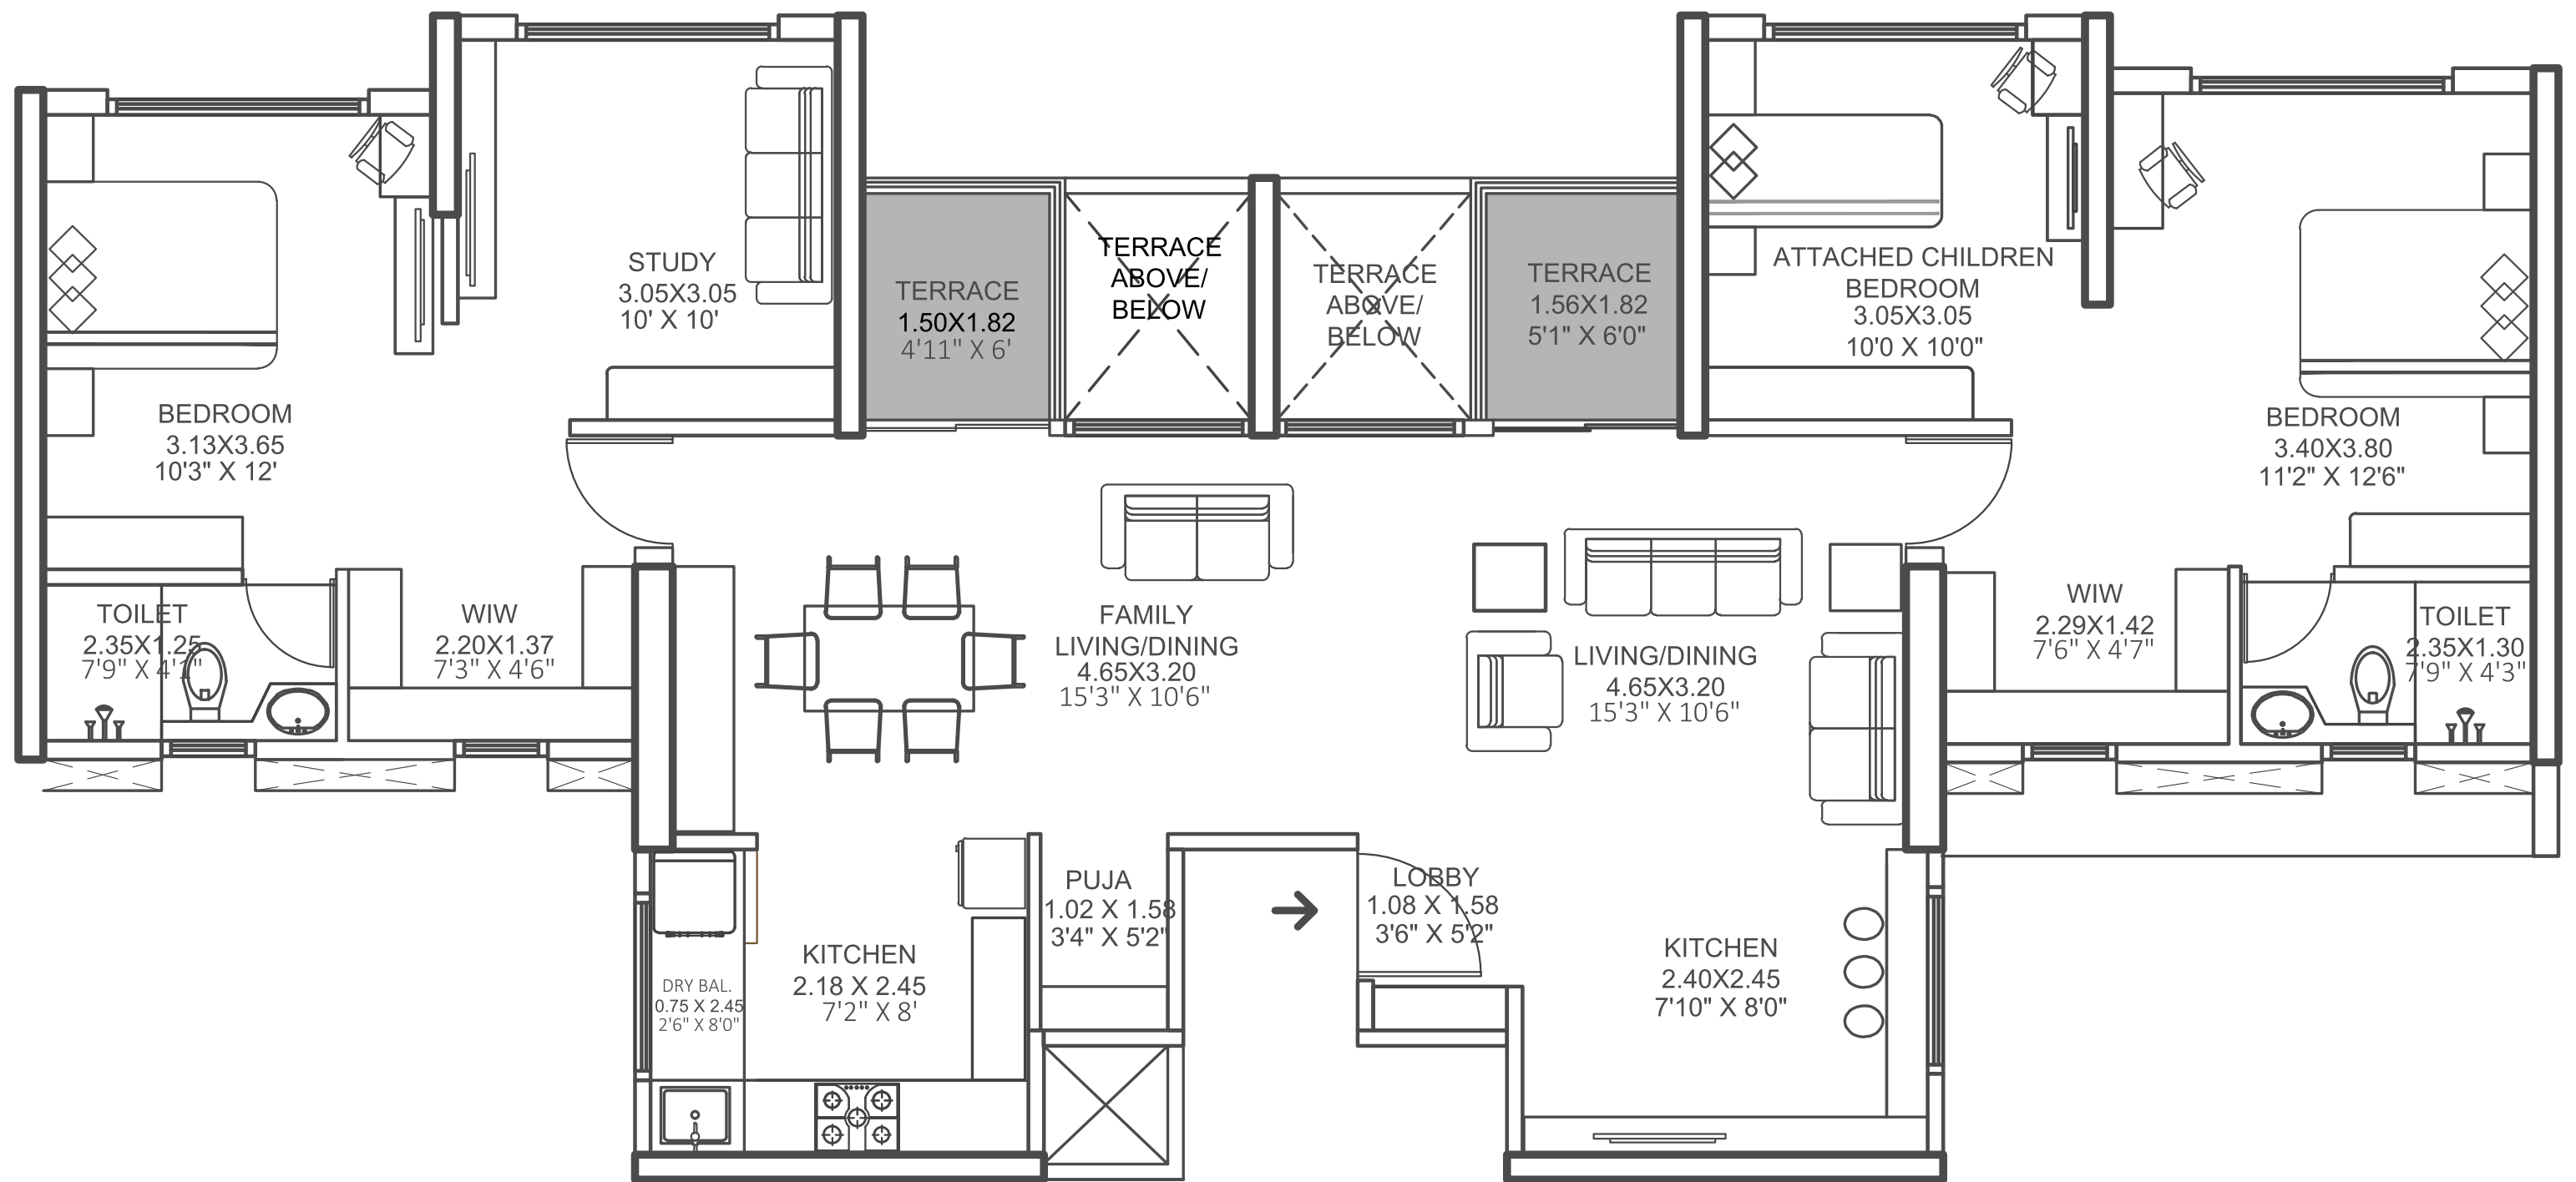 STUDY
3.05X3.05
10' X 10'
TERRACE
1.50X1.82
4'11" X 6'
TERRACE
ABOVE/
BELOW
TERRACE
ABOVE/
BELOW
TERRACE
1.56X1.82
5'1" X 6'0"
ATTACHED CHILDREN
BEDROOM
3.05X3.05
10'0 X 10'0"
BEDROOM
3.13X3.65
10'3" X 12'
BEDROOM
3.40X3.80
11'2" X 12'6"
TOILET
2.35X1.25
7'9" X 4'1"
WIW
2.20X1.37
7'3" X 4'6"
FAMILY
LIVING/DINING
4.65X3.20
15'3" X 10'6"
LIVING/DINING
4.65X3.20
15'3" X 10'6"
WIW
2.29X1.42
7'6" X 4'7"
TOILET
2.35X1.30
7'9" X 4'3"
PUJA
1.02 X 1.58
3'4" X 5'2"
LOBBY
1.08 X 1.58
3'6" X 5'2"
KITCHEN
2.18 X 2.45
7'2" X 8'
DRY BAL.
0.75 X 2.45
2'6" X 8'0"
KITCHEN
2.40X2.45
7'10" X 8'0"